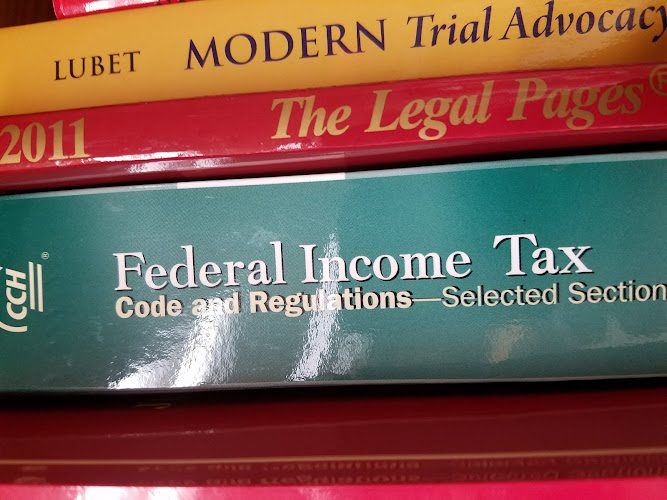 LUBET MODERN Trial Advocacy
2011 The Legal Pages®
CCH®
Federal Income Tax
Code and Regulations—Selected Section